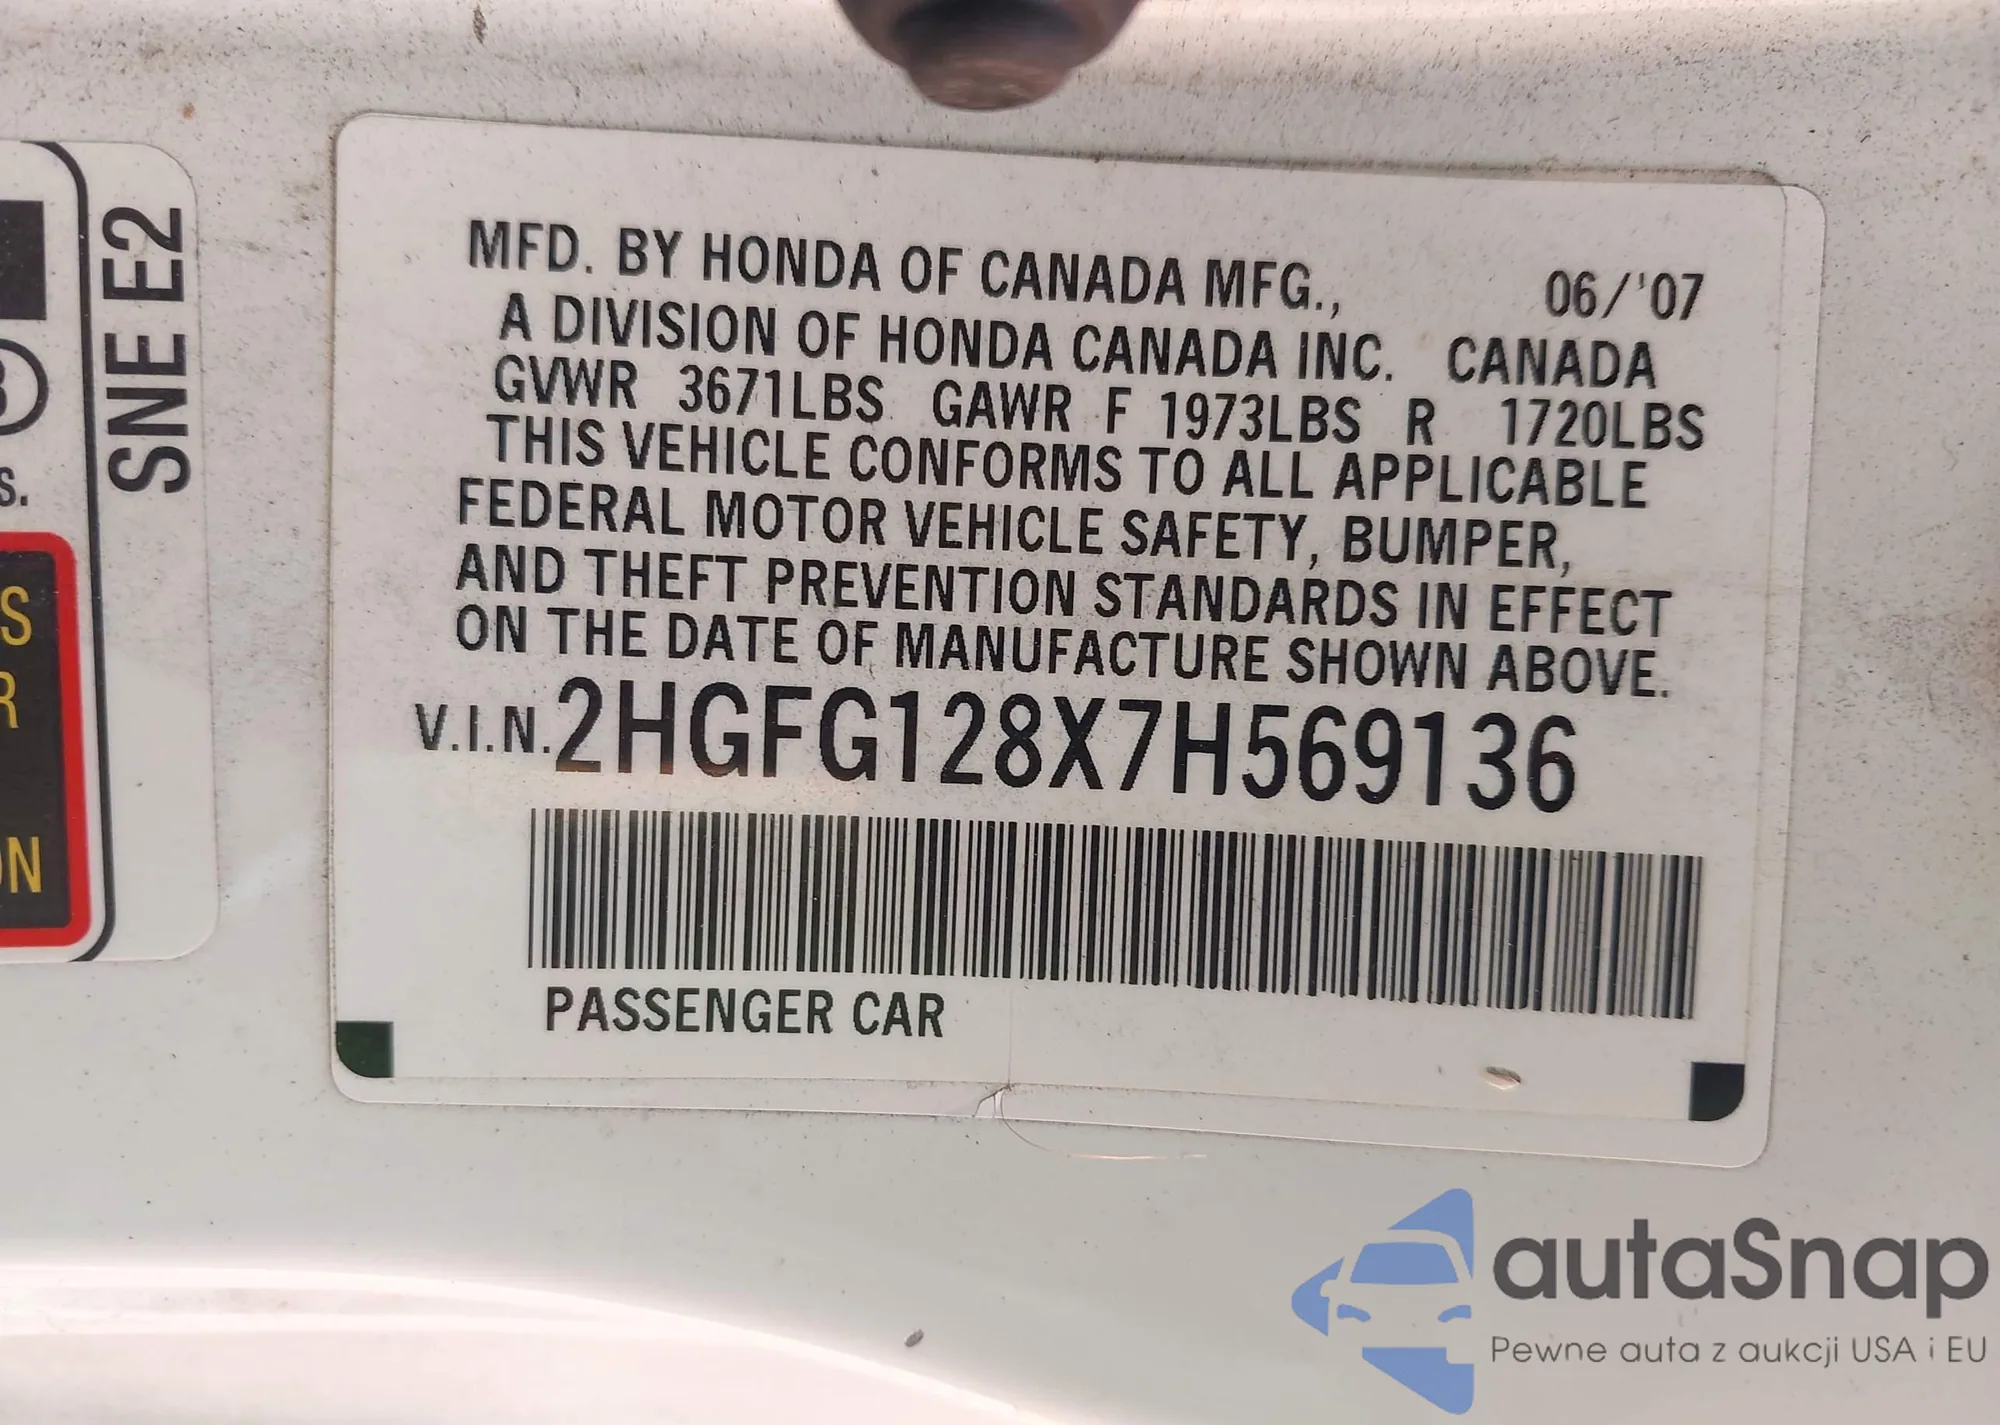 SNE E2
S.
S
R
ON
MFD. BY HONDA OF CANADA MFG., 06/'07
A DIVISION OF HONDA CANADA INC. CANADA
GVWR 3671LBS GAWR F 1973LBS R 1720LBS
THIS VEHICLE CONFORMS TO ALL APPLICABLE
FEDERAL MOTOR VEHICLE SAFETY, BUMPER,
AND THEFT PREVENTION STANDARDS IN EFFECT
ON THE DATE OF MANUFACTURE SHOWN ABOVE.
V.I.N. 2HGFG128X7H569136
PASSENGER CAR
autaSnap
Pewne auta z aukcji USA i EU